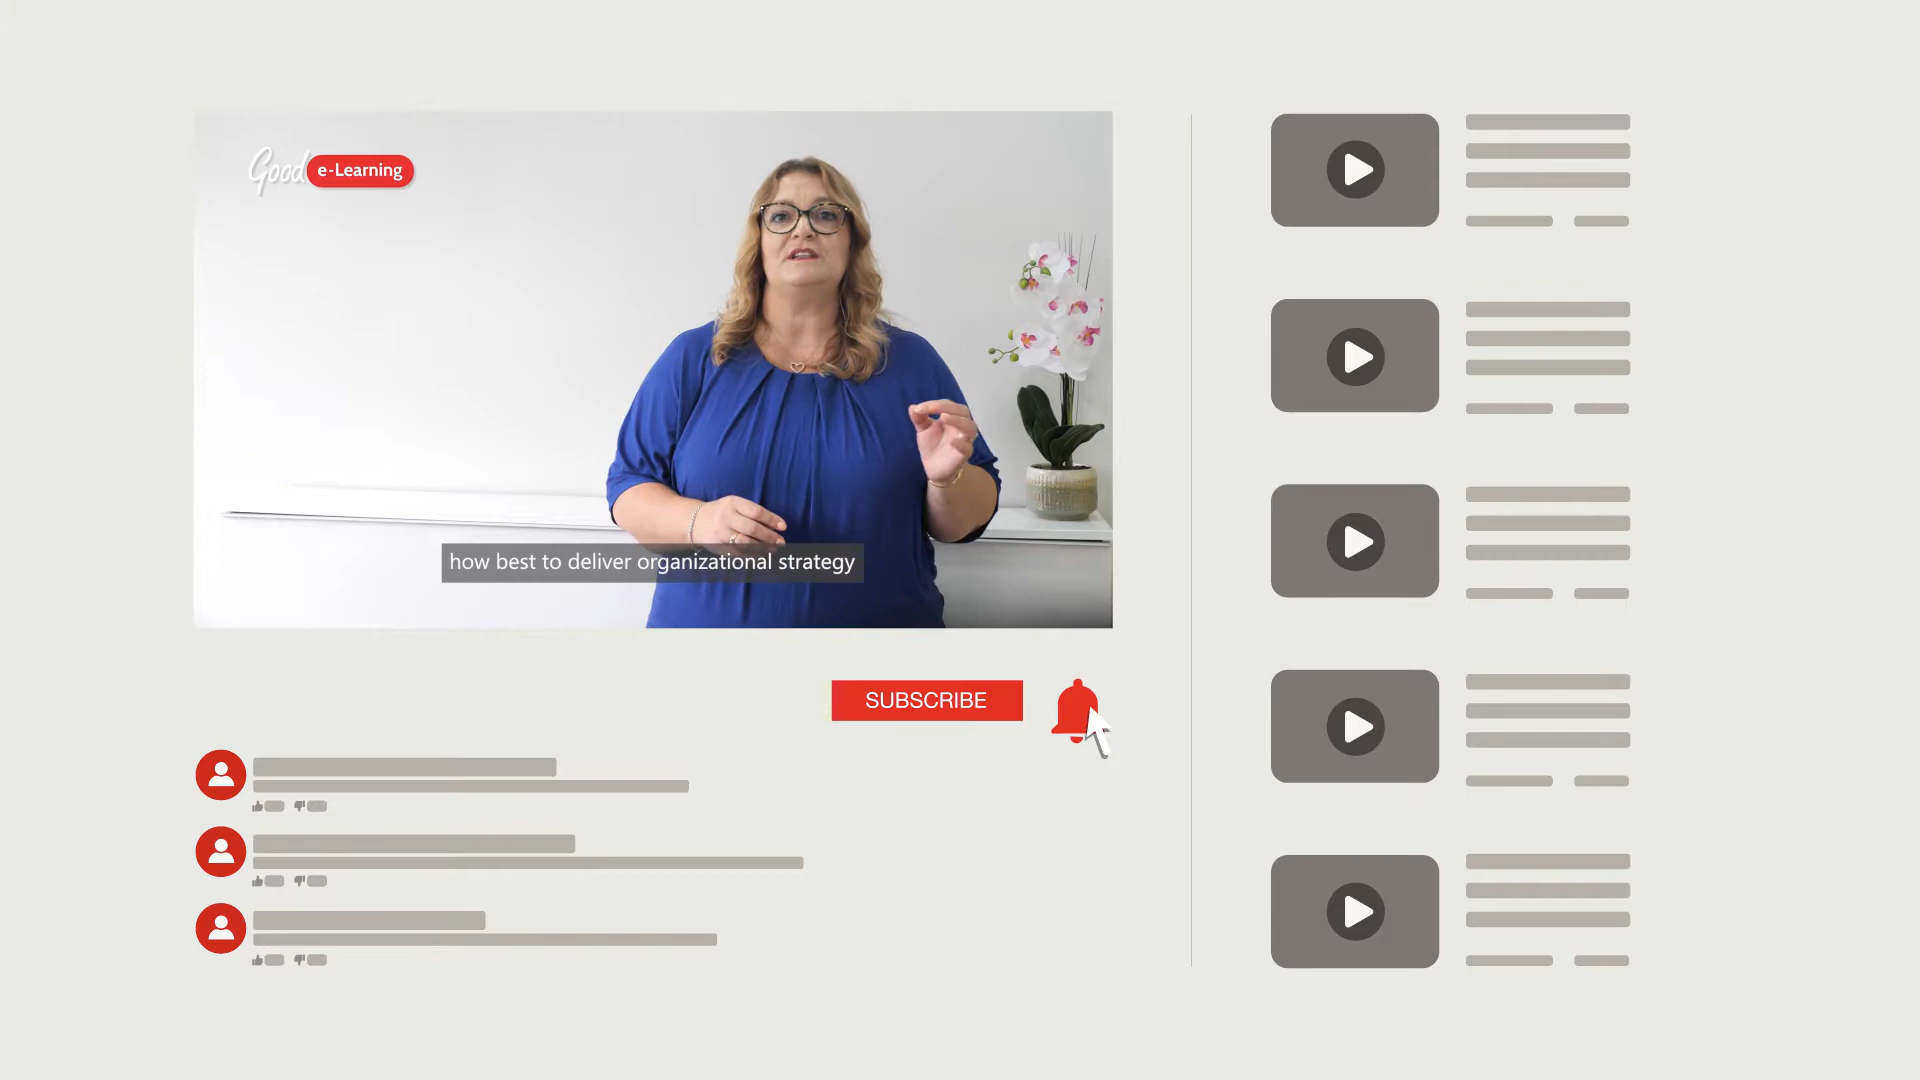 Good e-Learning
how best to deliver organizational strategy
SUBSCRIBE